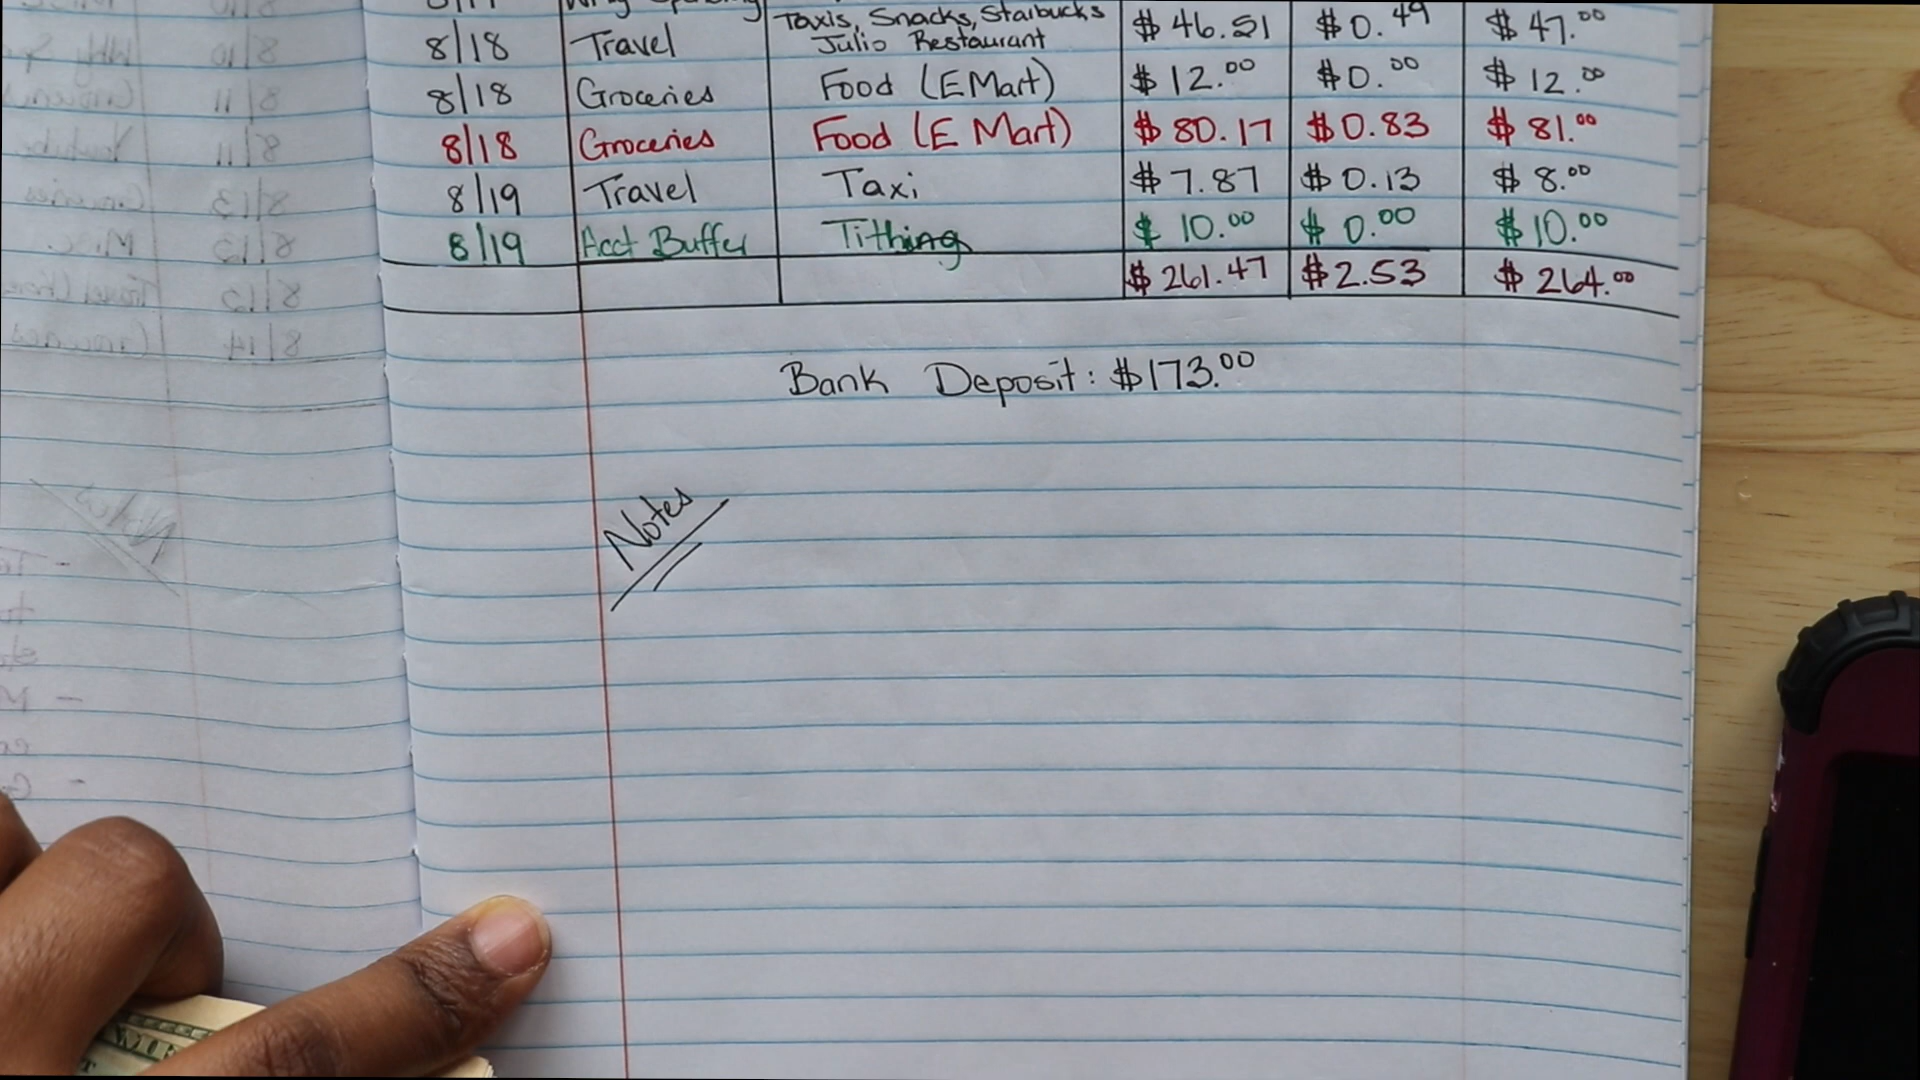 Taxis, Snacks, Starbucks
8/18 Travel Julio Restaurant $46.51 $0.49 $47.00
8/18 Groceries Food (EMart) $12.00 $0.00 $12.00
8/18 Groceries Food (E Mart) $80.17 $0.83 $81.00
8/19 Travel Taxi $7.87 $0.13 $8.00
8/19 Acct Buffer Tithing $10.00 $0.00 $10.00
$261.47 $2.53 $264.00
Bank Deposit: $173.00
Notes